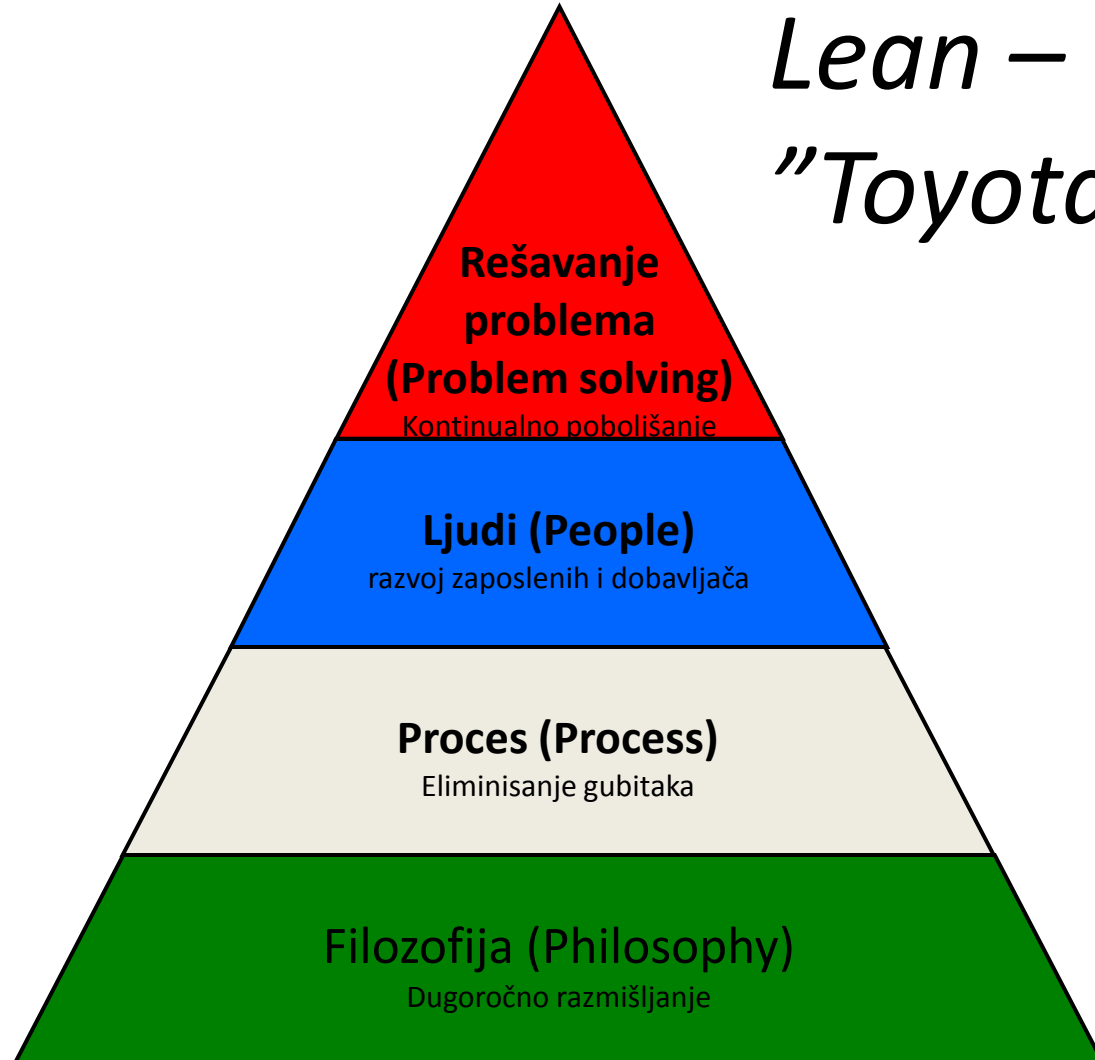 Lean –
”Toyota
Rešavanje
problema
(Problem solving)
Kontinualno poboljšanje
Ljudi (People)
razvoj zaposlenih i dobavljača
Proces (Process)
Eliminisanje gubitaka
Filozofija (Philosophy)
Dugoročno razmišljanje